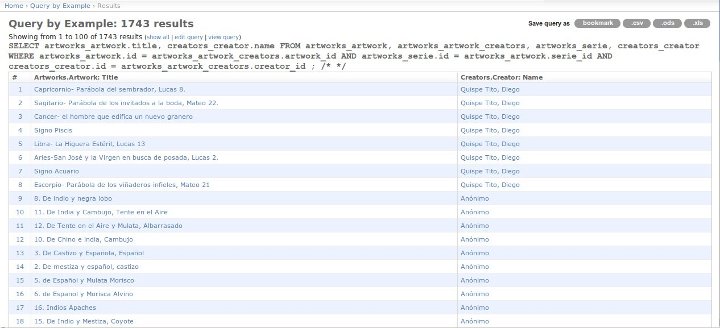 Home › Query by Example › Results
Query by Example: 1743 results
Showing from 1 to 100 of 1743 results (show all | edit query | view query)
Save query as bookmark .csv .ods .xls
SELECT artworks_artwork.title, creators_creator.name FROM artworks_artwork, artworks_artwork_creators, artworks_serie, creators_creator
WHERE artworks_artwork.id = artworks_artwork_creators.artwork_id AND artworks_serie.id = artworks_artwork.serie_id AND
creators_creator.id = artworks_artwork_creators.creator_id ; /* */
# Artworks.Artwork: Title Creators.Creator: Name
1 Capricornio- Parábola del sembrador, Lucas 8. Quispe Tito, Diego
2 Sagitario- Parábola de los invitados a la boda, Mateo 22. Quispe Tito, Diego
3 Cancer- el hombre que edifica un nuevo granero Quispe Tito, Diego
4 Signo Piscis Quispe Tito, Diego
5 Libra- La Higuera Estéril, Lucas 13 Quispe Tito, Diego
6 Aries-San José y la Virgen en busca de posada, Lucas 2. Quispe Tito, Diego
7 Signo Acuario Quispe Tito, Diego
8 Escorpio- Parábola de los viñaderos infieles, Mateo 21 Quispe Tito, Diego
9 8. De indio y negra lobo Anónimo
10 11. De India y Cambujo, Tente en el Aire Anónimo
11 12. De Tente en el Aire y Mulata, Albarrasado Anónimo
12 10. De Chino e India, Cambujo Anónimo
13 3. De Castizo y Española, Español Anónimo
14 2. De mestiza y español, castizo Anónimo
15 5. de Español y Mulata Morisco Anónimo
16 6. de Español y Morisca Alvino Anónimo
17 16. Indios Apaches Anónimo
18 15. De Indio y Mestiza, Coyote Anónimo